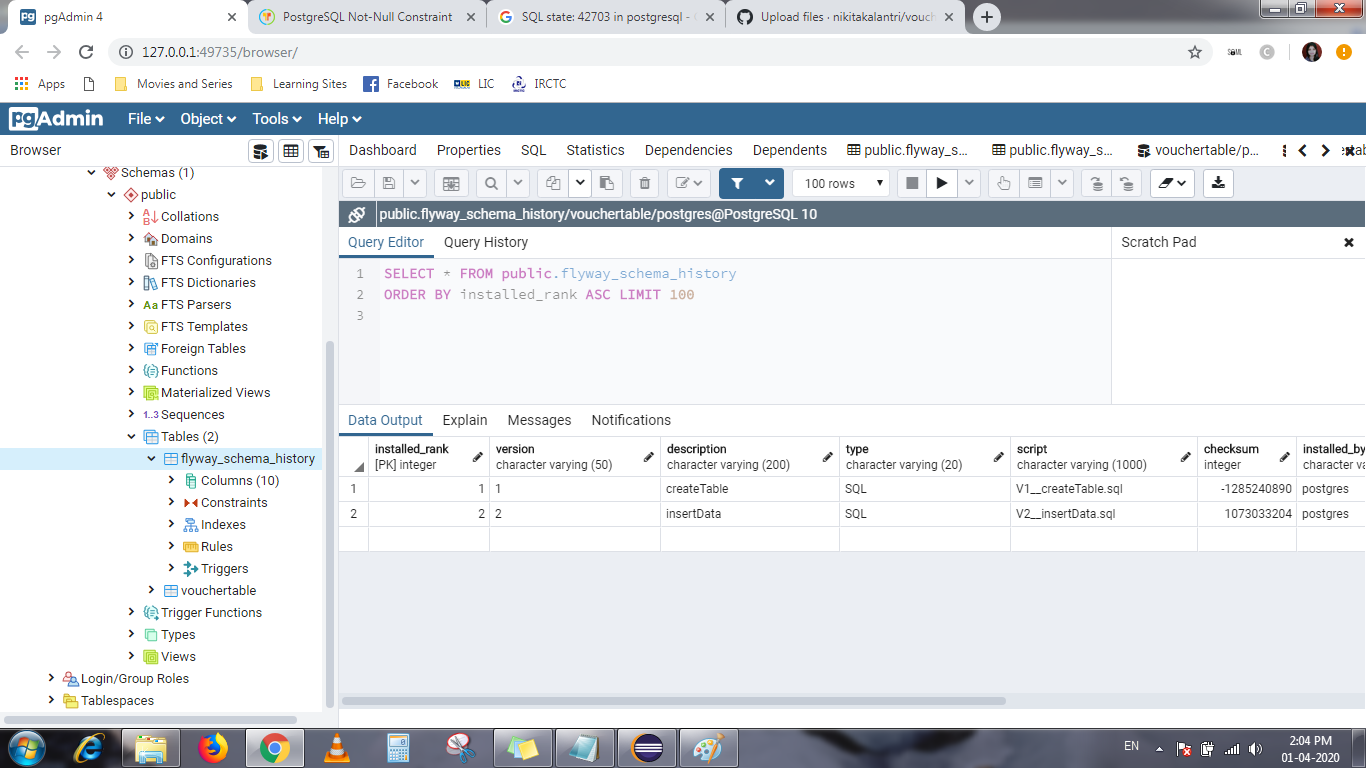 pgAdmin 4
PostgreSQL Not-Null Constraint
SQL state: 42703 in postgresql - G
Upload files · nikitakalantri/vouch
127.0.0.1:49735/browser/
Apps
Movies and Series
Learning Sites
Facebook
LIC
IRCTC
pgAdmin
File
Object
Tools
Help
Browser
Dashboard
Properties
SQL
Statistics
Dependencies
Dependents
public.flyway_s...
public.flyway_s...
vouchertable/p...
Schemas (1)
public
Collations
Domains
FTS Configurations
FTS Dictionaries
FTS Parsers
FTS Templates
Foreign Tables
Functions
Materialized Views
1..3 Sequences
Tables (2)
flyway_schema_history
Columns (10)
Constraints
Indexes
Rules
Triggers
vouchertable
Trigger Functions
Types
Views
Login/Group Roles
Tablespaces
100 rows
public.flyway_schema_history/vouchertable/postgres@PostgreSQL 10
Query Editor
Query History
Scratch Pad
1 SELECT * FROM public.flyway_schema_history
2 ORDER BY installed_rank ASC LIMIT 100
3
Data Output
Explain
Messages
Notifications
installed_rank
[PK] integer
version
character varying (50)
description
character varying (200)
type
character varying (20)
script
character varying (1000)
checksum
integer
installed_by
character va
1 1 1 createTable SQL V1__createTable.sql -1285240890 postgres
2 2 2 insertData SQL V2__insertData.sql 1073033204 postgres
EN
2:04 PM
01-04-2020